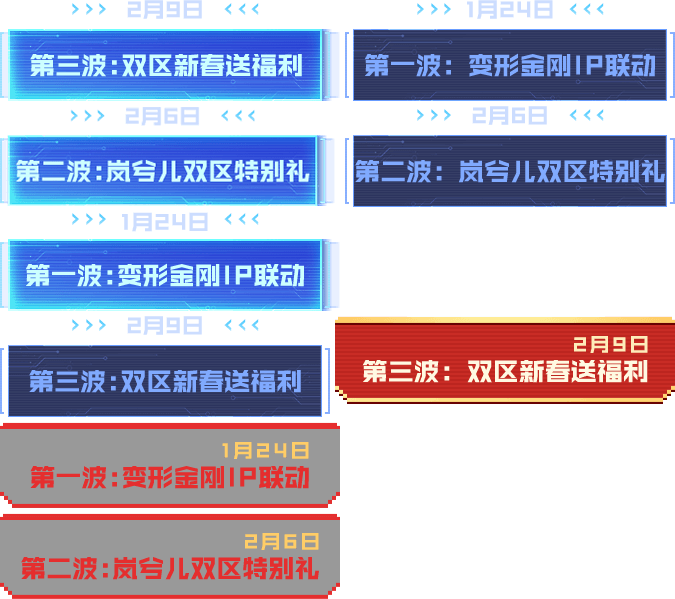 2月9日
第三波:双区新春送福利
2月6日
第二波:岚兮儿双区特别礼
1月24日
第一波:变形金刚IP联动
2月9日
第三波:双区新春送福利
1月24日
第一波:变形金刚IP联动
2月6日
第二波:岚兮儿双区特别礼
1月24日
第一波：变形金刚IP联动
2月6日
第二波：岚兮儿双区特别礼
2月9日
第三波：双区新春送福利